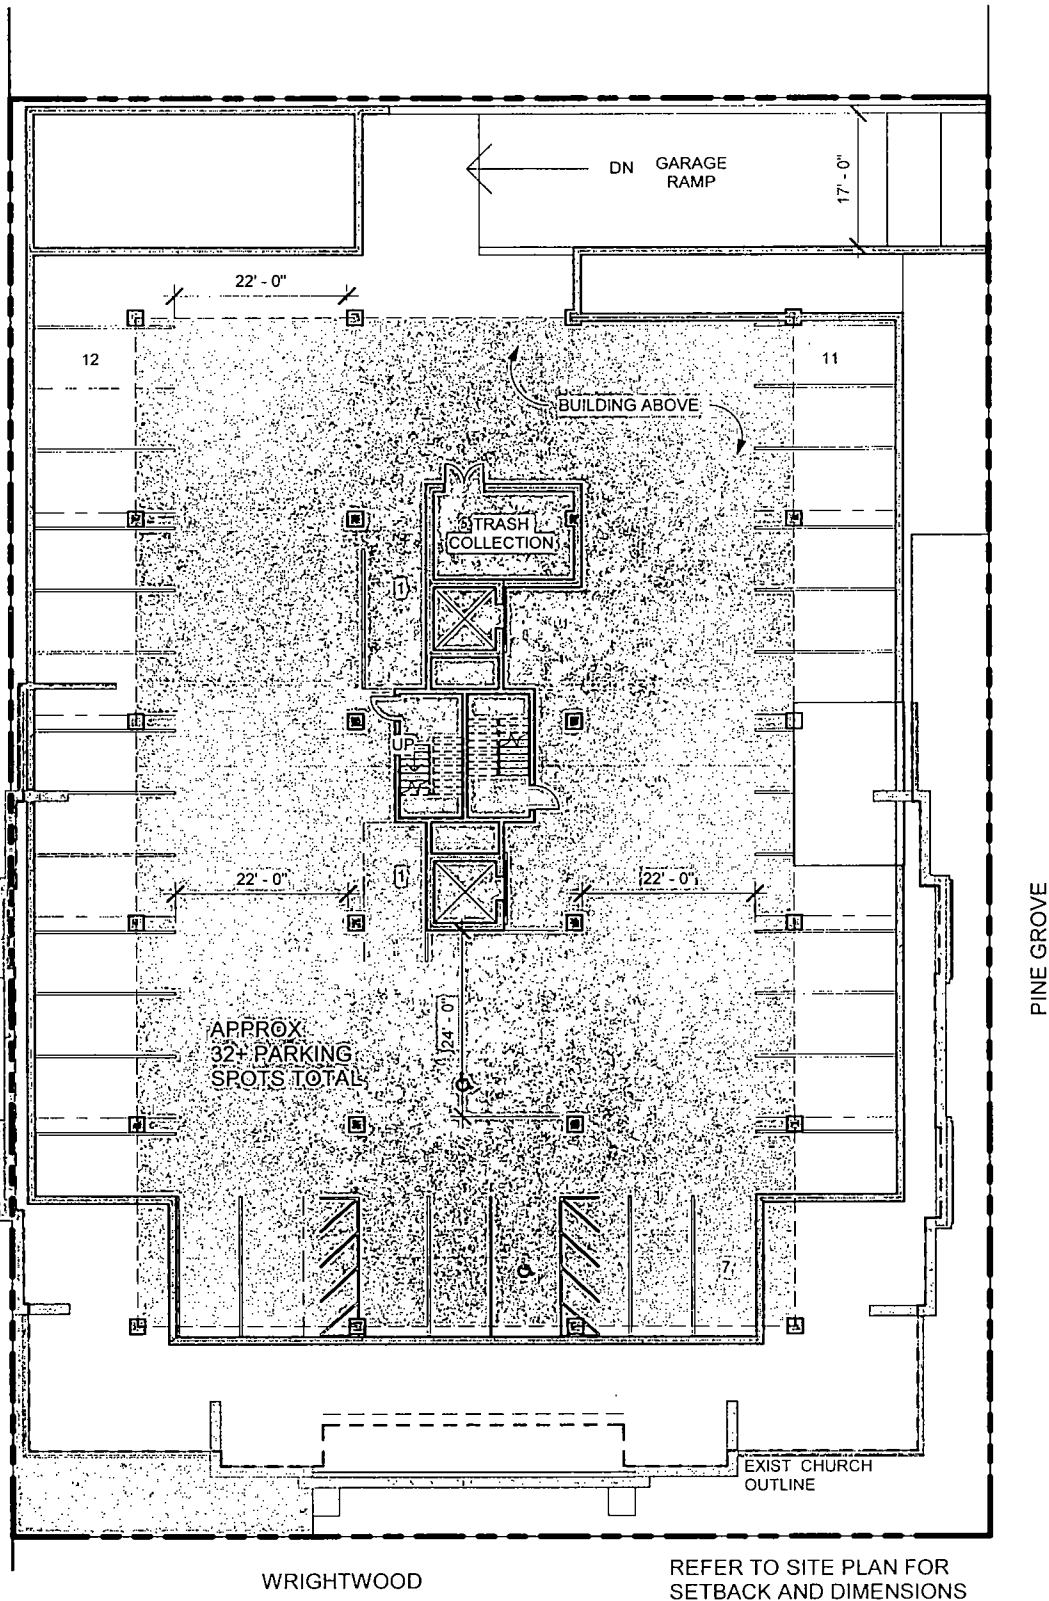 DN GARAGE
RAMP
17' - 0"
22' - 0"
12
11
BUILDING ABOVE
TRASH
COLLECTION
1
UP
1
22' - 0"
22' - 0"
24' 0"
PINE GROVE
APPROX
32+ PARKING
SPOTS TOTAL
7
EXIST CHURCH
OUTLINE
WRIGHTWOOD
REFER TO SITE PLAN FOR
SETBACK AND DIMENSIONS